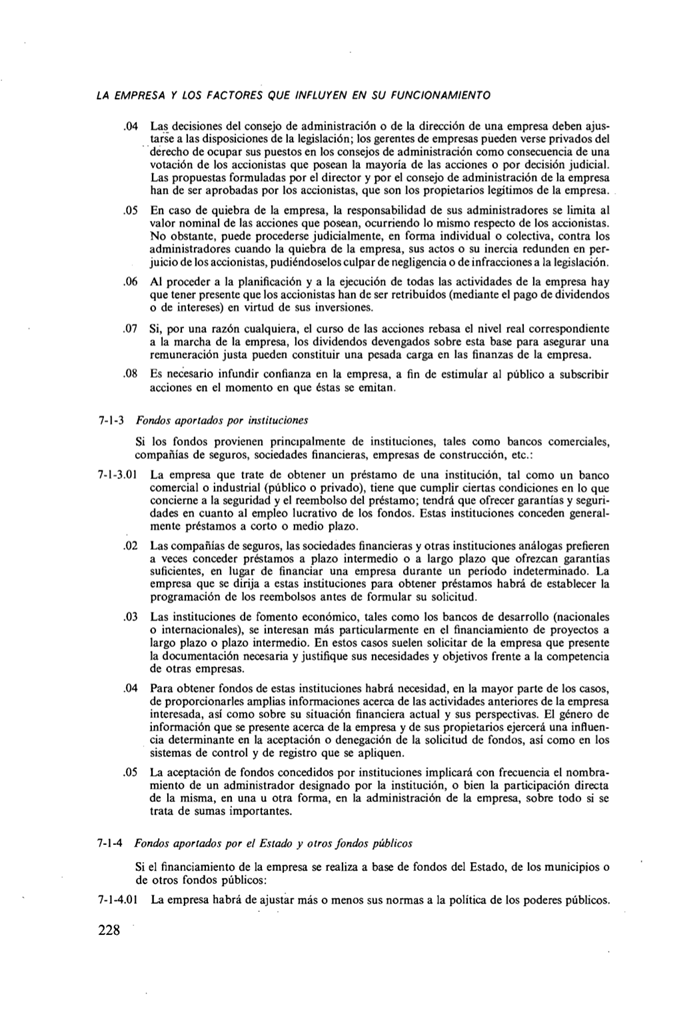 LA EMPRESA Y LOS FACTORES QUE INFLUYEN EN SU FUNCIONAMIENTO
.04 Las decisiones del consejo de administración o de la dirección de una empresa deben ajus-
tarse a las disposiciones de la legislación; los gerentes de empresas pueden verse privados del
derecho de ocupar sus puestos en los consejos de administración como consecuencia de una
votación de los accionistas que posean la mayoría de las acciones o por decisión judicial.
Las propuestas formuladas por el director y por el consejo de administración de la empresa
han de ser aprobadas por los accionistas, que son los propietarios legítimos de la empresa.
.05 En caso de quiebra de la empresa, la responsabilidad de sus administradores se limita al
valor nominal de las acciones que posean, ocurriendo lo mismo respecto de los accionistas.
No obstante, puede procederse judicialmente, en forma individual o colectiva, contra los
administradores cuando la quiebra de la empresa, sus actos o su inercia redunden en per-
juicio de los accionistas, pudiéndoselos culpar de negligencia o de infracciones a la legislación.
.06 Al proceder a la planificación y a la ejecución de todas las actividades de la empresa hay
que tener presente que los accionistas han de ser retribuídos (mediante el pago de dividendos
o de intereses) en virtud de sus inversiones.
.07 Si, por una razón cualquiera, el curso de las acciones rebasa el nivel real correspondiente
a la marcha de la empresa, los dividendos devengados sobre esta base para asegurar una
remuneración justa pueden constituir una pesada carga en las finanzas de la empresa.
.08 Es necesario infundir confianza en la empresa, a fin de estimular al público a subscribir
acciones en el momento en que éstas se emitan.
7-1-3 Fondos aportados por instituciones
Si los fondos provienen principalmente de instituciones, tales como bancos comerciales,
compañías de seguros, sociedades financieras, empresas de construcción, etc.:
7-1-3.01 La empresa que trate de obtener un préstamo de una institución, tal como un banco
comercial o industrial (público o privado), tiene que cumplir ciertas condiciones en lo que
concierne a la seguridad y el reembolso del préstamo; tendrá que ofrecer garantías y seguri-
dades en cuanto al empleo lucrativo de los fondos. Estas instituciones conceden general-
mente préstamos a corto o medio plazo.
.02 Las compañías de seguros, las sociedades financieras y otras instituciones análogas prefieren
a veces conceder préstamos a plazo intermedio o a largo plazo que ofrezcan garantías
suficientes, en lugar de financiar una empresa durante un período indeterminado. La
empresa que se dirija a estas instituciones para obtener préstamos habrá de establecer la
programación de los reembolsos antes de formular su solicitud.
.03 Las instituciones de fomento económico, tales como los bancos de desarrollo (nacionales
o internacionales), se interesan más particularmente en el financiamiento de proyectos a
largo plazo o plazo intermedio. En estos casos suelen solicitar de la empresa que presente
la documentación necesaria y justifique sus necesidades y objetivos frente a la competencia
de otras empresas.
.04 Para obtener fondos de estas instituciones habrá necesidad, en la mayor parte de los casos,
de proporcionarles amplias informaciones acerca de las actividades anteriores de la empresa
interesada, así como sobre su situación financiera actual y sus perspectivas. El género de
información que se presente acerca de la empresa y de sus propietarios ejercerá una influen-
cia determinante en la aceptación o denegación de la solicitud de fondos, así como en los
sistemas de control y de registro que se apliquen.
.05 La aceptación de fondos concedidos por instituciones implicará con frecuencia el nombra-
miento de un administrador designado por la institución, o bien la participación directa
de la misma, en una u otra forma, en la administración de la empresa, sobre todo si se
trata de sumas importantes.
7-1-4 Fondos aportados por el Estado y otros fondos públicos
Si el financiamiento de la empresa se realiza a base de fondos del Estado, de los municipios o
de otros fondos públicos:
7-1-4.01 La empresa habrá de ajustar más o menos sus normas a la política de los poderes públicos.
228